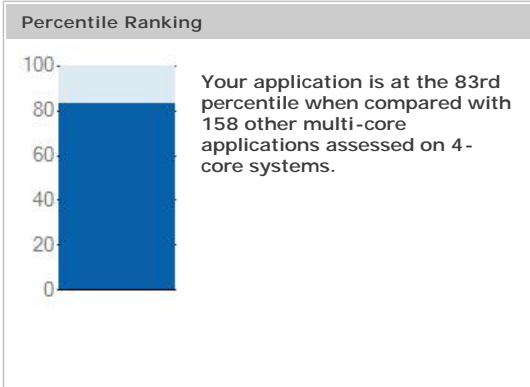 Percentile Ranking
100
80
60
40
20
0
Your application is at the 83rd
percentile when compared with
158 other multi-core
applications assessed on 4-
core systems.